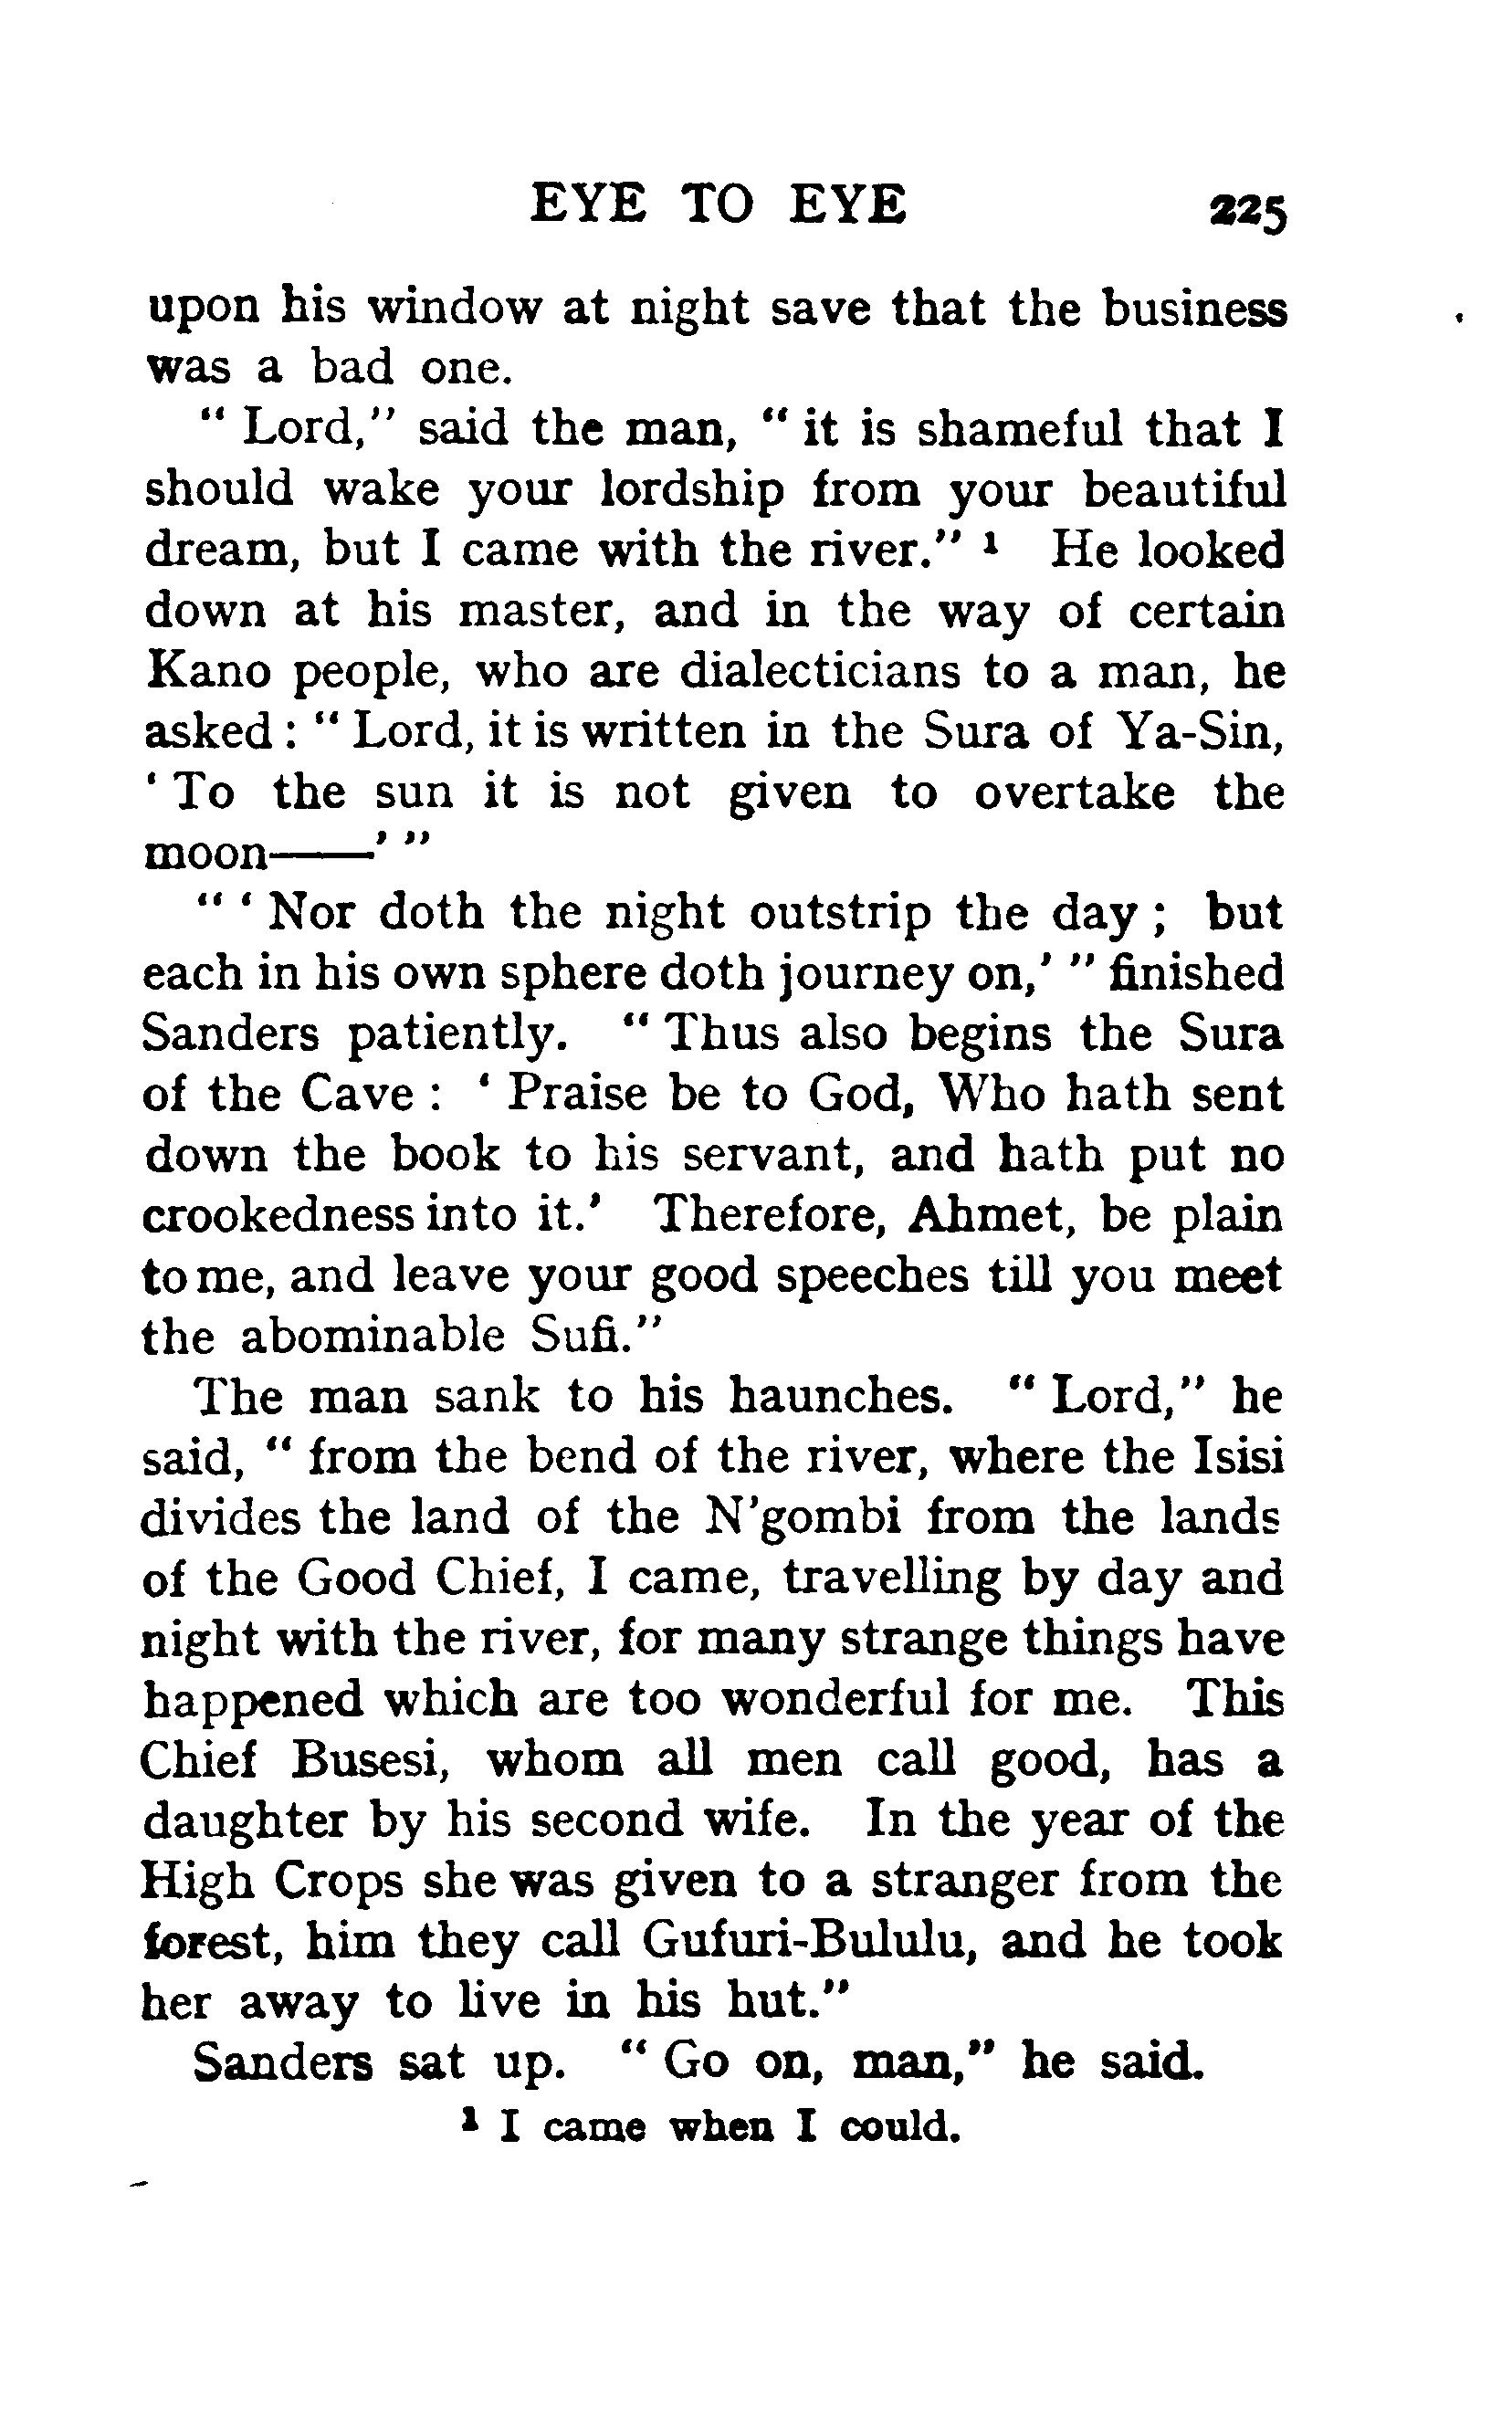 EYE TO EYE 225
upon his window at night save that the business
was a bad one.
" Lord," said the man, " it is shameful that I
should wake your lordship from your beautiful
dream, but I came with the river." ¹ He looked
down at his master, and in the way of certain
Kano people, who are dialecticians to a man, he
asked : " Lord, it is written in the Sura of Ya-Sin,
' To the sun it is not given to overtake the
moon——' "
" ' Nor doth the night outstrip the day ; but
each in his own sphere doth journey on,' " finished
Sanders patiently. " Thus also begins the Sura
of the Cave : ' Praise be to God, Who hath sent
down the book to his servant, and hath put no
crookedness into it.' Therefore, Ahmet, be plain
to me, and leave your good speeches till you meet
the abominable Sufi."
The man sank to his haunches. " Lord," he
said, " from the bend of the river, where the Isisi
divides the land of the N'gombi from the lands
of the Good Chief, I came, travelling by day and
night with the river, for many strange things have
happened which are too wonderful for me. This
Chief Busesi, whom all men call good, has a
daughter by his second wife. In the year of the
High Crops she was given to a stranger from the
forest, him they call Gufuri-Bululu, and he took
her away to live in his hut."
Sanders sat up. " Go on, man," he said.
¹ I came when I could.